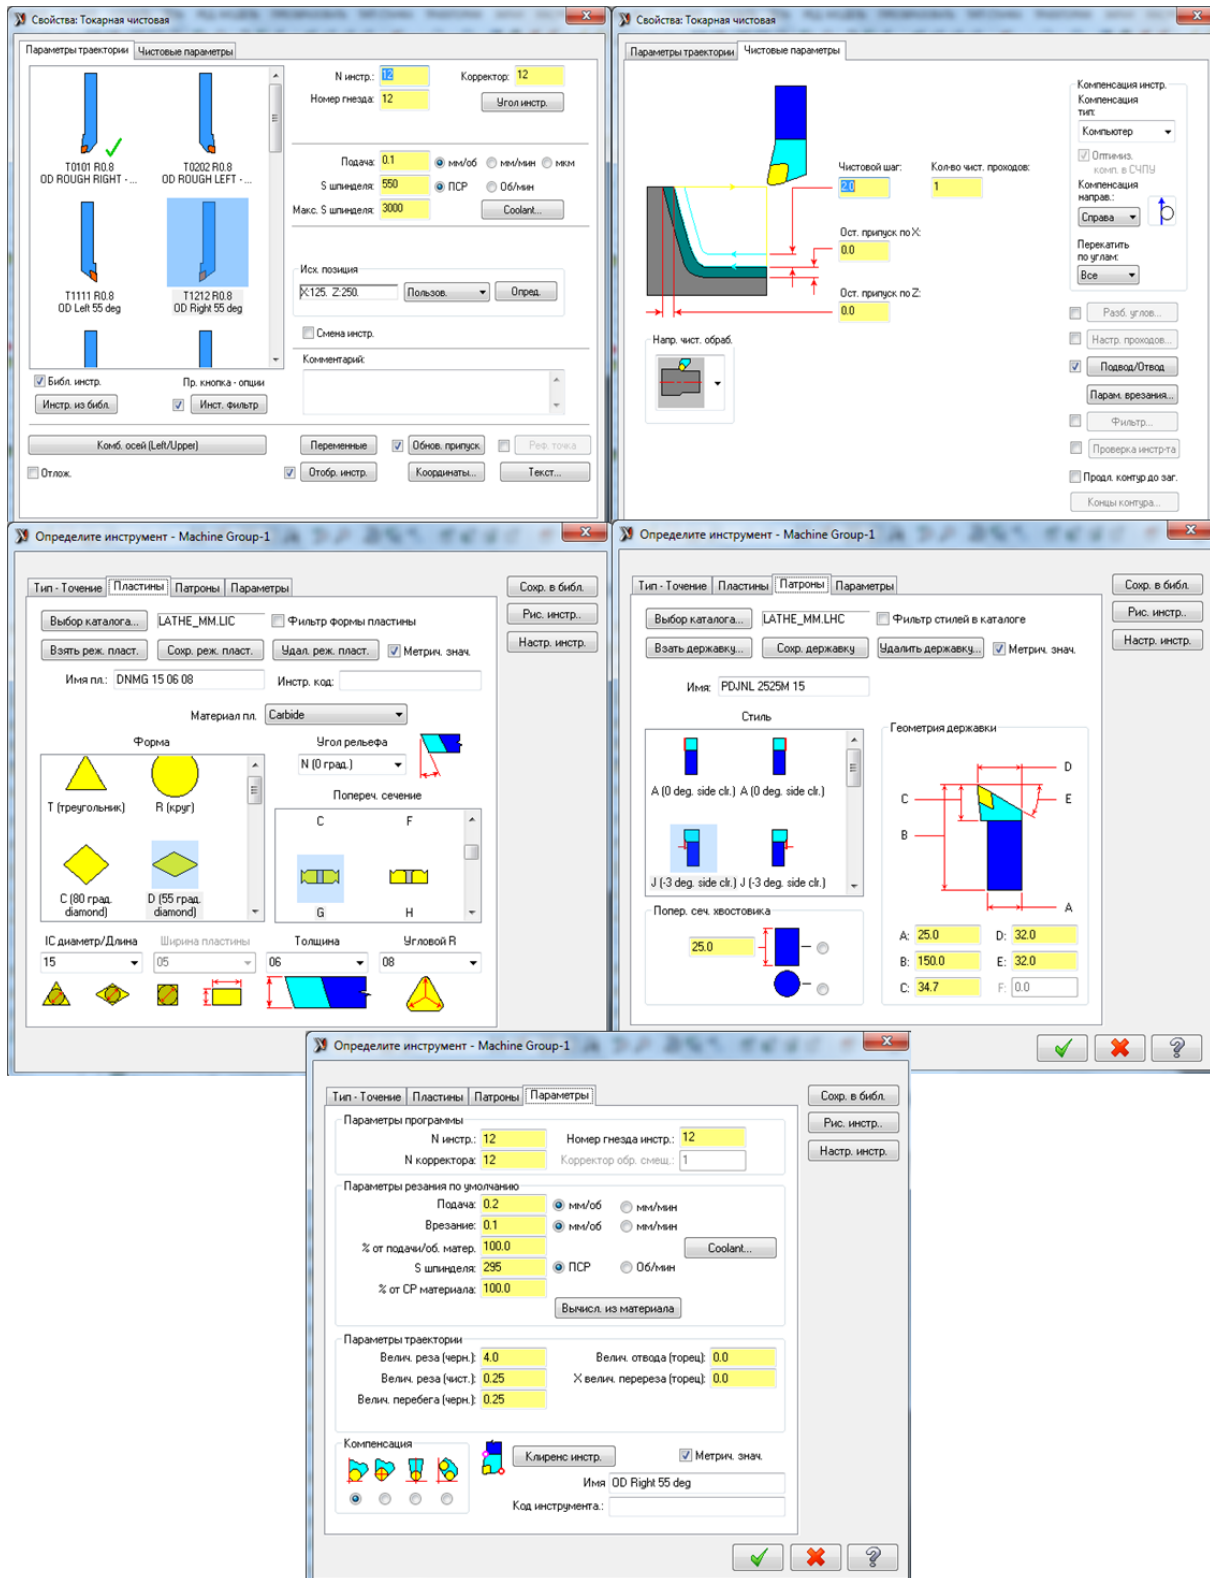 Свойства: Токарная чистовая
Параметры траектории
Чистовые параметры
N инстр.: 12
Корректор: 12
Номер гнезда: 12
Угол инстр.
T0101 R0.8
OD ROUGH RIGHT - ...
T0202 R0.8
OD ROUGH LEFT - ...
T1111 R0.8
OD Left 55 deg
T1212 R0.8
OD Right 55 deg
Подача: 0.1
мм/об
мм/мин
мкм
S шпинделя: 550
ПСР
Об/мин
Макс. S шпинделя: 3000
Coolant...
Исх. позиция
X:125. Z:250.
Пользов.
Опред.
Смена инстр.
Комментарий:
Библ. инстр.
Пр. кнопка - опции
Инстр. из библ.
Инст. фильтр
Комб. осей (Left/Upper)
Переменные
Обнов. припуск
Реф. точка
Отлож.
Отобр. инстр.
Координаты...
Текст...
Свойства: Токарная чистовая
Параметры траектории
Чистовые параметры
Чистовой шаг:
2.0
Кол-во чист. проходов:
1
Ост. припуск по X:
0.0
Ост. припуск по Z:
0.0
Напр. чист. обраб.
Компенсация инстр.
Компенсация
тип:
Компьютер
Оптимиз.
комп. в СЧПУ
Компенсация
направ.:
Справа
Перекатить
по углам:
Все
Разб. углов...
Настр. проходов...
Подвод/Отвод
Парам. врезания...
Фильтр...
Проверка инстр-та
Продл. контур до заг.
Концы контура...
Определите инструмент - Machine Group-1
Тип - Точение
Пластины
Патроны
Параметры
Сохр. в библ.
Рис. инстр..
Настр. инстр.
Выбор каталога...
LATHE_MM.LIC
Фильтр формы пластины
Взять реж. пласт.
Сохр. реж. пласт.
Удал. реж. пласт.
Метрич. знач.
Имя пл.: DNMG 15 06 08
Инстр. код:
Материал пл. Carbide
Форма
T (треугольник)
R (круг)
C (80 град.
diamond)
D (55 град.
diamond)
Угол рельефа
N (0 град.)
Попереч. сечение
C
F
G
H
IC диаметр/Длина
Ширина пластины
Толщина
Угловой R
15
05
06
08
Определите инструмент - Machine Group-1
Тип - Точение
Пластины
Патроны
Параметры
Сохр. в библ.
Рис. инстр..
Настр. инстр.
Выбор каталога...
LATHE_MM.LHC
Фильтр стилей в каталоге
Взать державку...
Сохр. державку
Удалить державку...
Метрич. знач.
Имя: PDJNL 2525M 15
Стиль
A (0 deg. side clr.)
A (0 deg. side clr.)
J (-3 deg. side clr.)
J (-3 deg. side clr.)
Геометрия державки
D
C
E
B
A
Попер. сеч. хвостовика
25.0
A: 25.0
D: 32.0
B: 150.0
E: 32.0
C: 34.7
F: 0.0
Определите инструмент - Machine Group-1
Тип - Точение
Пластины
Патроны
Параметры
Сохр. в библ.
Рис. инстр..
Настр. инстр.
Параметры программы
N инстр.: 12
Номер гнезда инстр.: 12
N корректора: 12
Корректор обр. смещ.: 1
Параметры резания по умолчанию
Подача: 0.2
мм/об
мм/мин
Врезание: 0.1
мм/об
мм/мин
% от подачи/об. матер. 100.0
Coolant...
S шпинделя: 295
ПСР
Об/мин
% от СР материала: 100.0
Вычисл. из материала
Параметры траектории
Велич. реза (черн.) 4.0
Велич. отвода (торец) 0.0
Велич. реза (чист.) 0.25
X велич. перереза (торец) 0.0
Велич. перебега (черн.) 0.25
Компенсация
Клиренс инстр.
Метрич. знач.
Имя OD Right 55 deg
Код инструмента.: